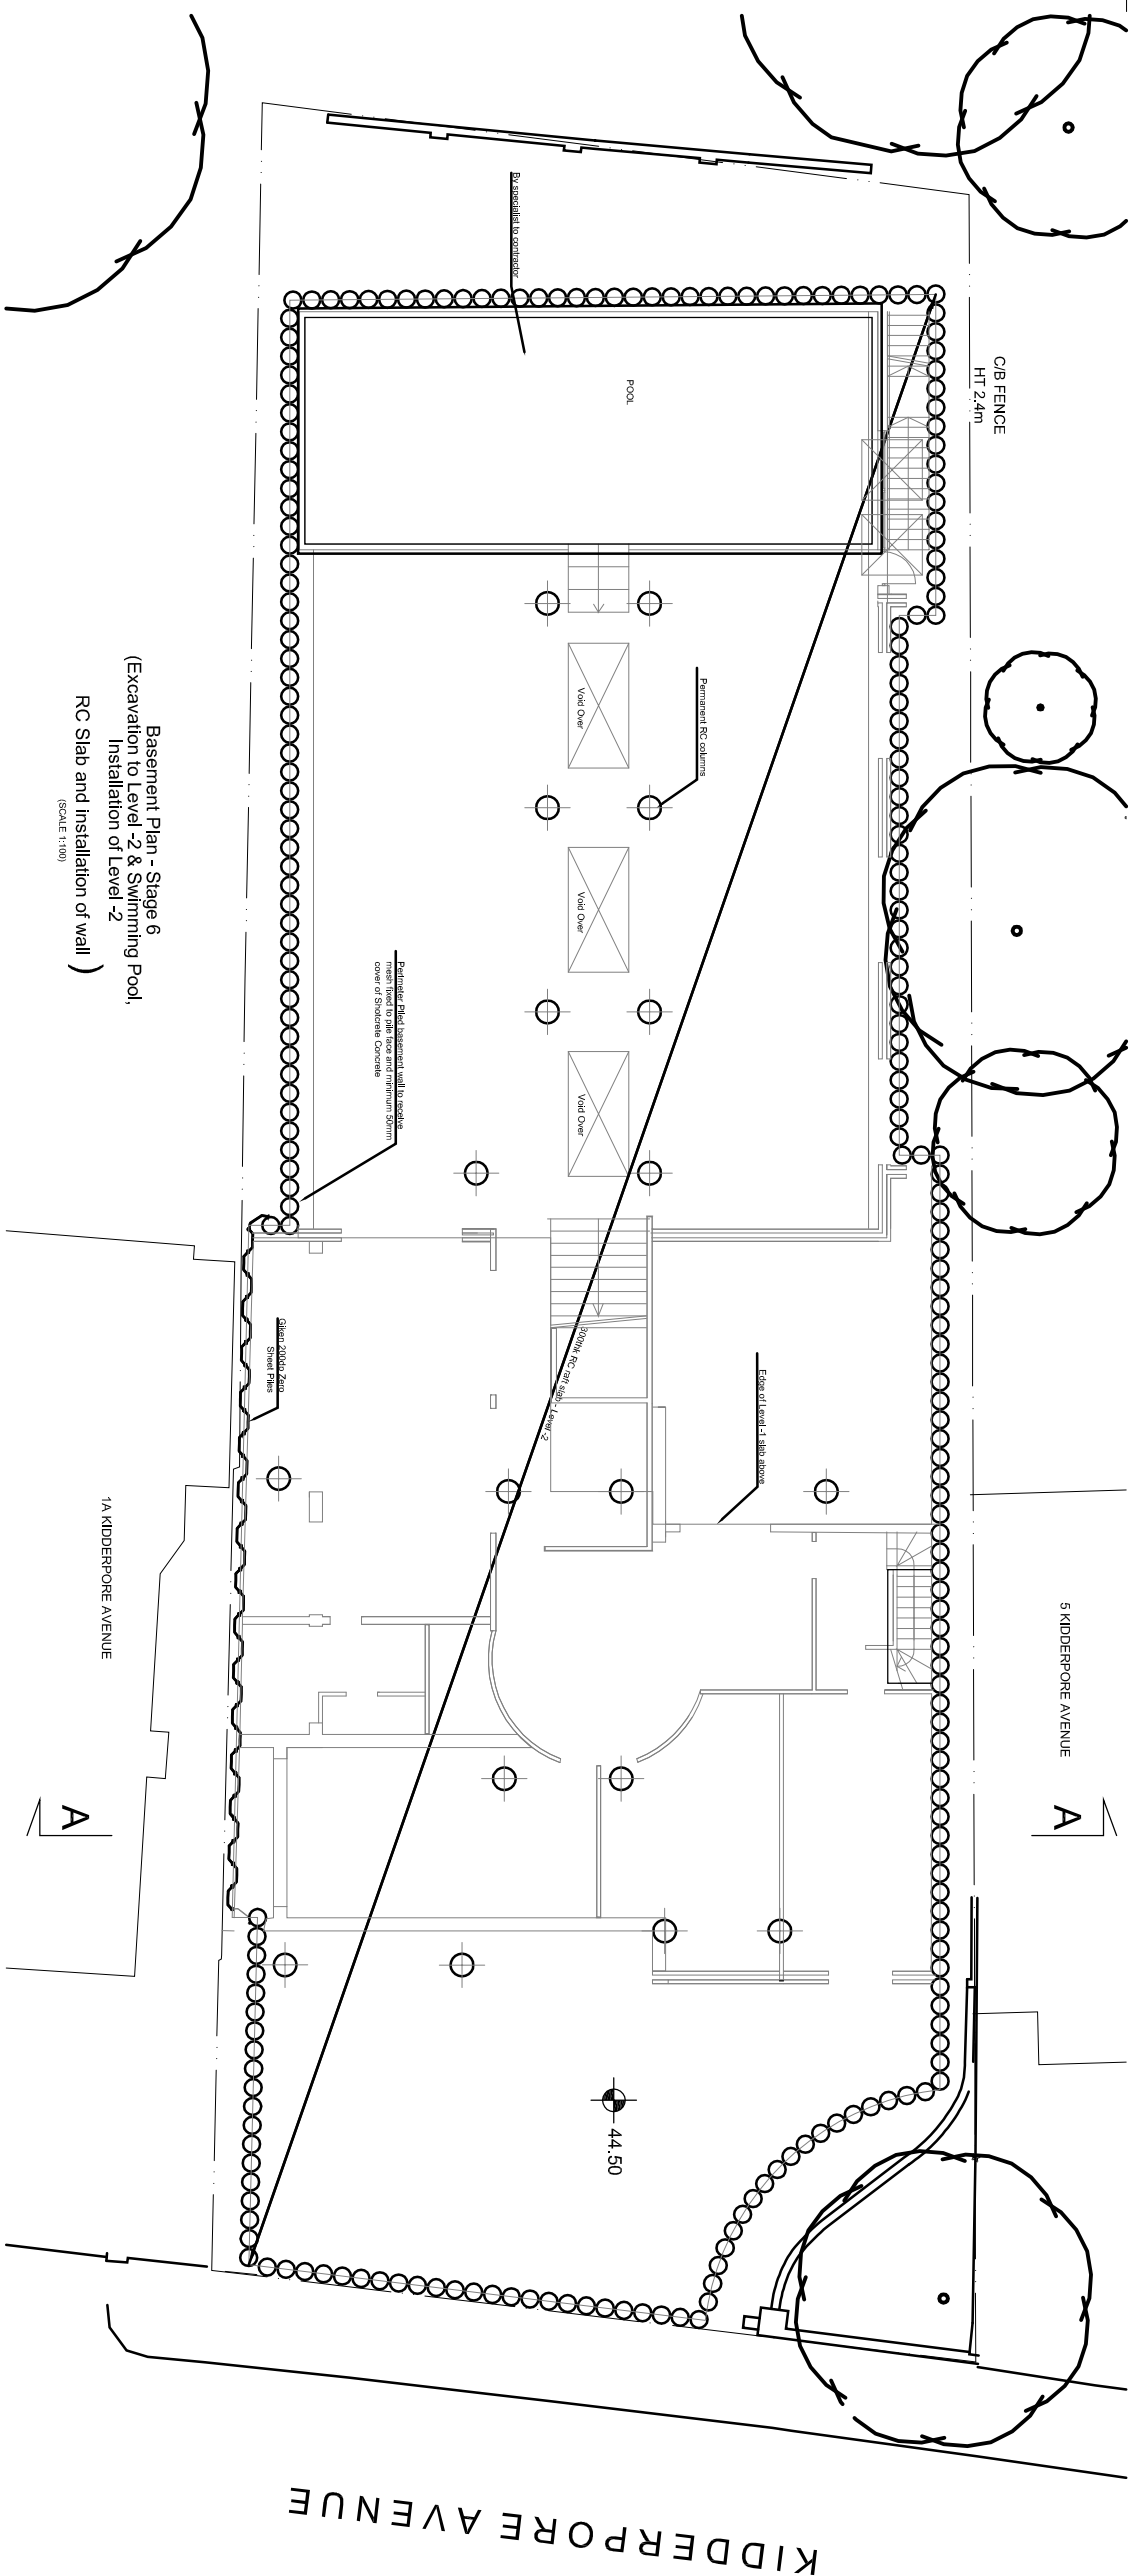 C/B FENCE
HT 2.4m
By specialist to contractor
POOL
Void Over
Permanent RC columns
Void Over
Void Over
Perimeter Piled basement wall to receive
mesh fixed to pile face and minimum 50mm
cover of Shotcrete Concrete
Basement Plan - Stage 6
(Excavation to Level -2 & Swimming Pool,
Installation of Level -2
RC Slab and installation of wall )
(SCALE 1:100)
Giken 200do Zero
Sheet Piles
300thk RC raft slab - Level -2
Edge of Level -1 slab above
1A KIDDERPORE AVENUE
5 KIDDERPORE AVENUE
A
A
44.50
KIDDERPORE AVENUE